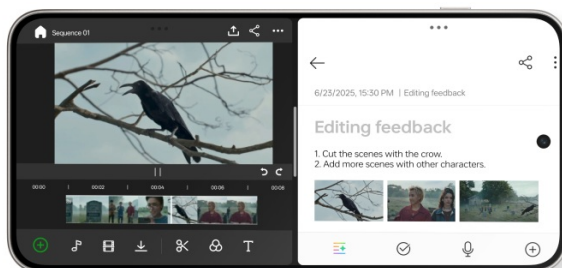 Sequence 01
00:00
00:02
00:04
00:06
00:08
T
6/23/2025, 15:30 PM | Editing feedback
Editing feedback
1. Cut the scenes with the crow.
2. Add more scenes with other characters.